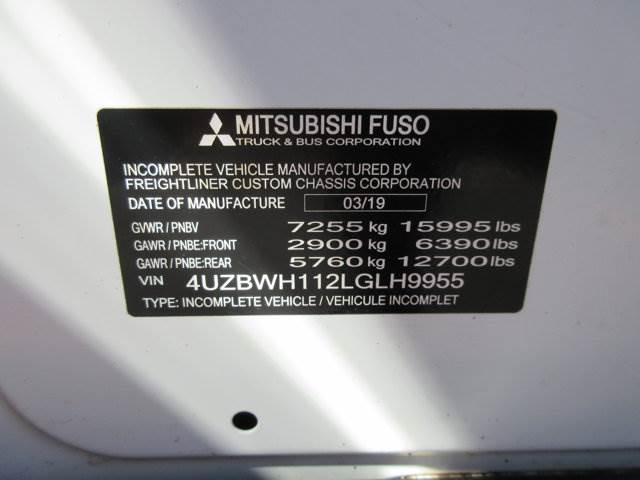 MITSUBISHI FUSO
TRUCK & BUS CORPORATION
INCOMPLETE VEHICLE MANUFACTURED BY
FREIGHTLINER CUSTOM CHASSIS CORPORATION
DATE OF MANUFACTURE 03/19
GVWR / PNBV 7255 kg 15995 lbs
GAWR / PNBE:FRONT 2900 kg 6390 lbs
GAWR / PNBE:REAR 5760 kg 12700 lbs
VIN 4UZBWH112LGLH9955
TYPE: INCOMPLETE VEHICLE / VEHICULE INCOMPLET